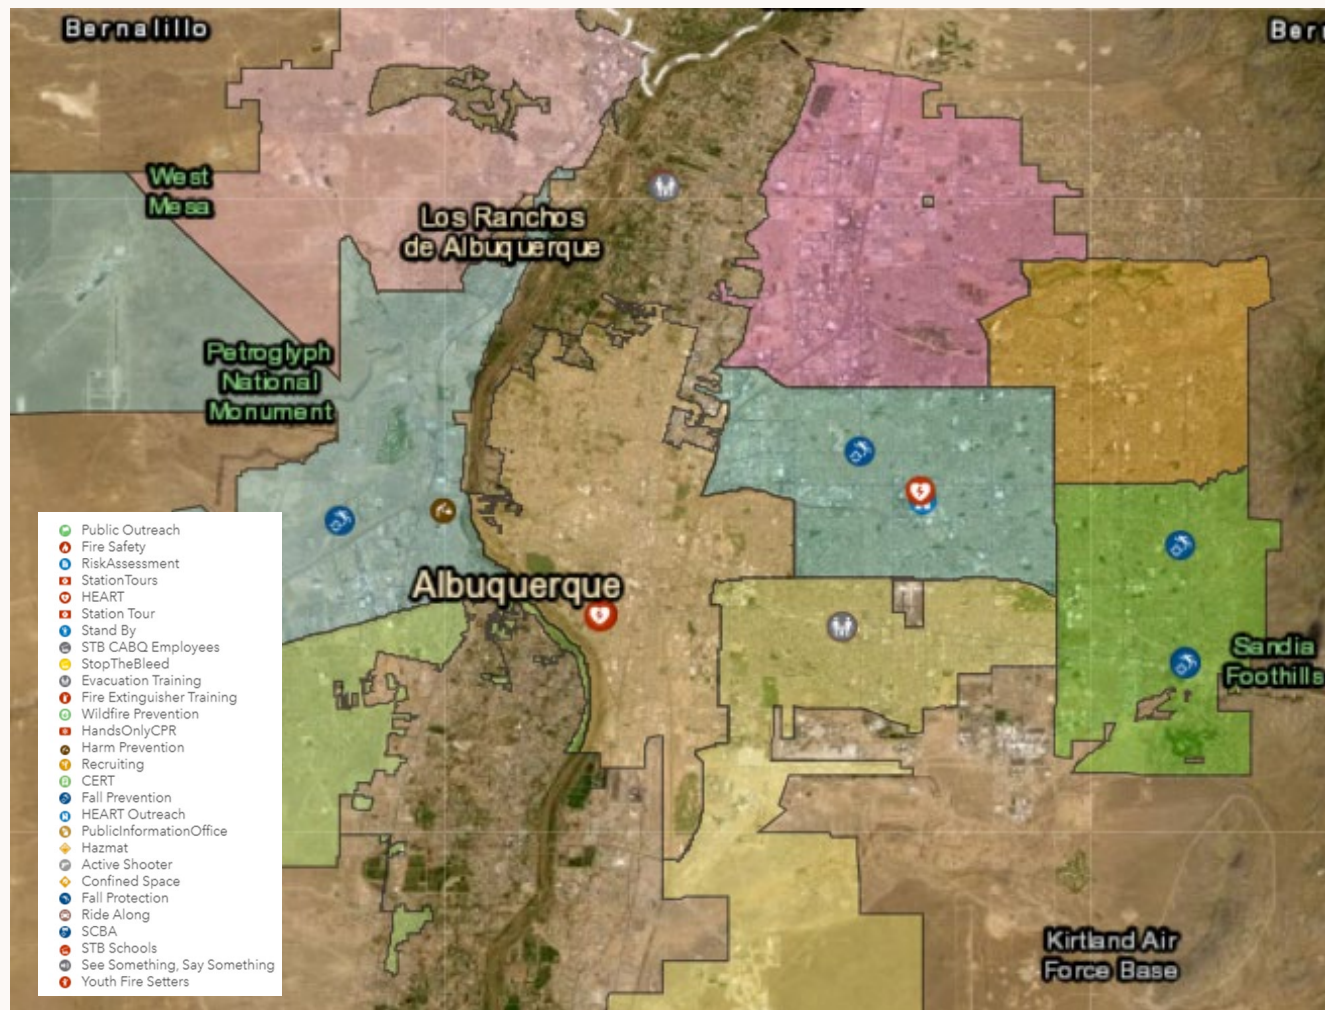 Bernalillo
Ber
West
Mesa
Los Ranchos
de Albuquerque
Petroglyph
National
Monument
Albuquerque
Sandia
Foothills
Kirtland Air
Force Base
Public Outreach
Fire Safety
RiskAssessment
StationTours
HEART
Station Tour
Stand By
STB CABQ Employees
StopTheBleed
Evacuation Training
Fire Extinguisher Training
Wildfire Prevention
HandsOnlyCPR
Harm Prevention
Recruiting
CERT
Fall Prevention
HEART Outreach
PublicInformationOffice
Hazmat
Active Shooter
Confined Space
Fall Protection
Ride Along
SCBA
STB Schools
See Something, Say Something
Youth Fire Setters